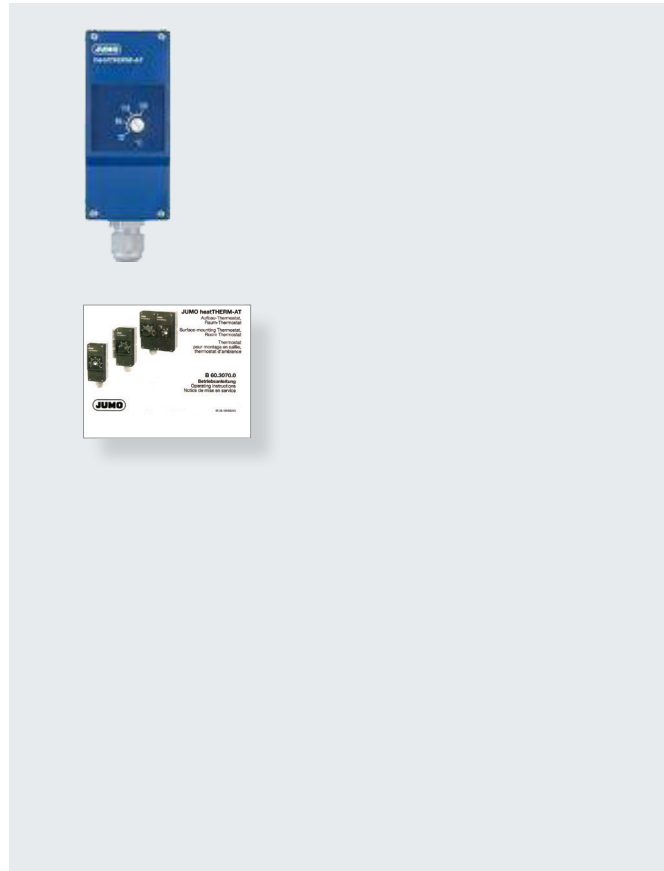 JUMO
heatTHERM-AT
°C
JUMO heatTHERM-AT
Aufbau-Thermostat,
Raum-Thermostat
Surface-mounting Thermostat,
Room Thermostat
Thermostat
pour montage en saillie,
thermostat d'ambiance
B 60.3070.0
Betriebsanleitung
Operating Instructions
Notice de mise en service
JUMO